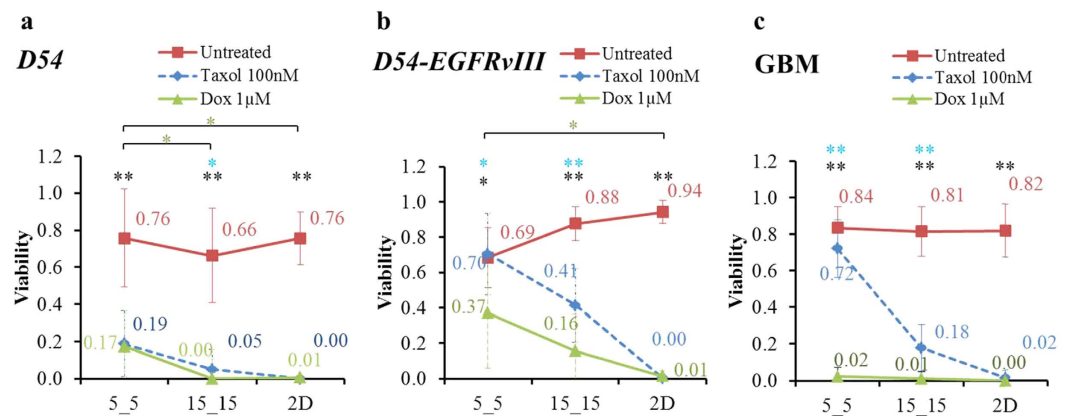 a
D54
Untreated
Taxol 100nM
Dox 1µM
*
*
*
** ** **
Viability
1.2
1.0
0.8
0.6
0.4
0.2
0.0
0.76
0.66
0.76
0.19
0.05
0.00
0.17
0.00
0.01
5_5 15_15 2D
b
D54-EGFRvIII
Untreated
Taxol 100nM
Dox 1µM
*
* **
* ** **
Viability
1.2
1.0
0.8
0.6
0.4
0.2
0.0
0.69
0.88
0.94
0.70
0.41
0.00
0.37
0.16
0.01
5_5 15_15 2D
c
GBM
Untreated
Taxol 100nM
Dox 1µM
** **
** ** **
Viability
1.2
1.0
0.8
0.6
0.4
0.2
0.0
0.84
0.81
0.82
0.72
0.18
0.02
0.02
0.01
0.00
5_5 15_15 2D